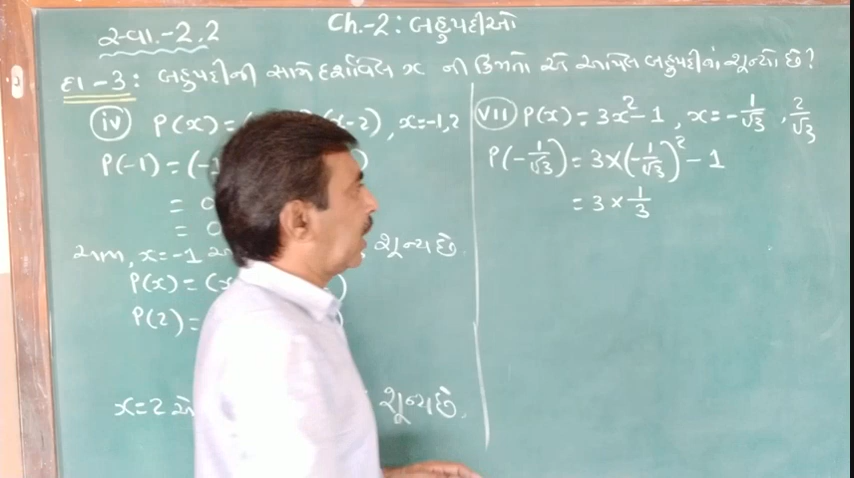 Ch.-2: બહુપદીઓ
સ્વા.-2.2
દા-3: બહુપદીની સામે દર્શાવેલ x ની કિંમતો એ આપેલ બહુપદીનાં શૂન્યો છે?
(iv) P(x) = ( x-2), x=-1,2
P(-1) = (-1
= 0
= 0
આમ, x=-1 શૂન્ય છે.
P(x) = (x )
P(2) =
x=2 એ શૂન્ય છે.
(vii) P(x) = 3x² - 1, x = -1/√3, 2/√3
P(-1/√3) = 3×(-1/√3)² - 1
= 3 × 1/3